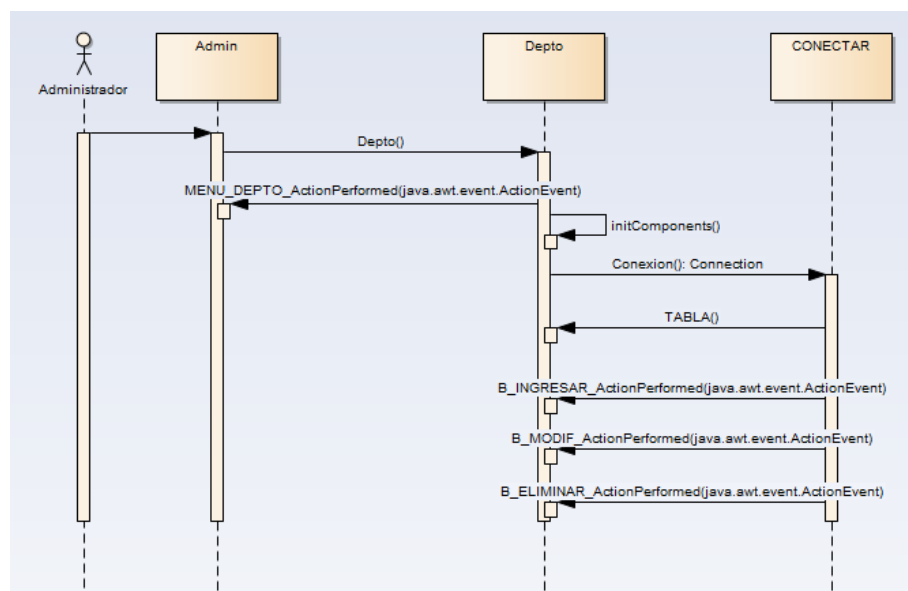 Admin
Depto
CONECTAR
Administrador
Depto()
MENU_DEPTO_ActionPerformed(java.awt.event.ActionEvent)
initComponents()
Conexion(): Connection
TABLA()
B_INGRESAR_ActionPerformed(java.awt.event.ActionEvent)
B_MODIF_ActionPerformed(java.awt.event.ActionEvent)
B_ELIMINAR_ActionPerformed(java.awt.event.ActionEvent)